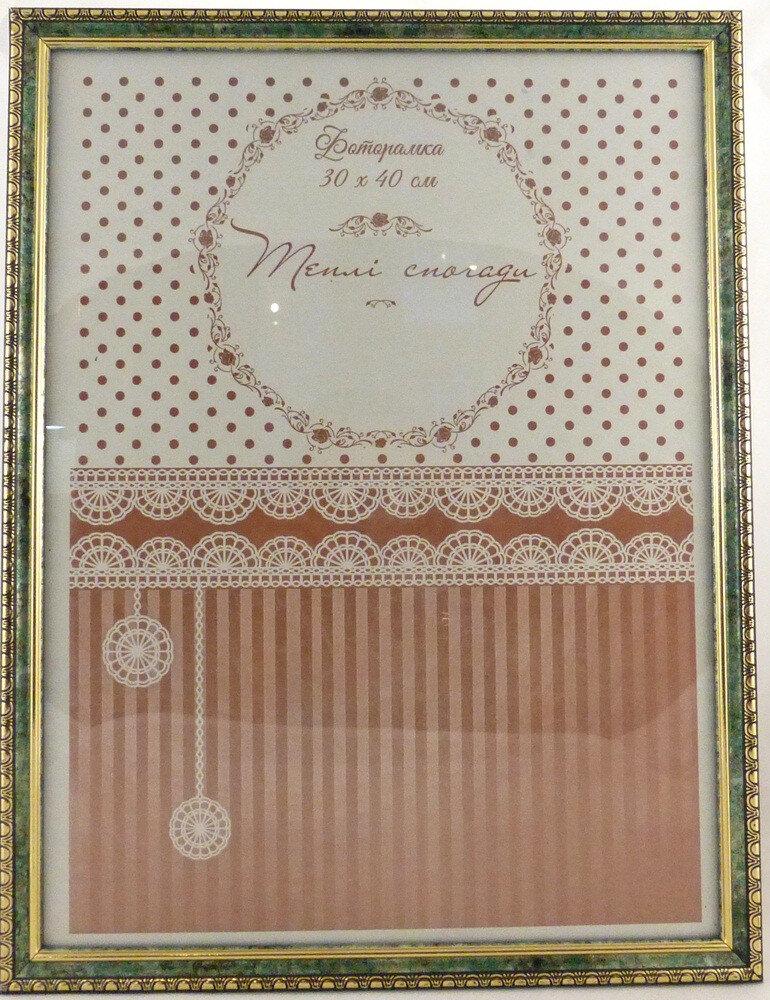 Фоторамка
30 х 40 см
Теплі спогади